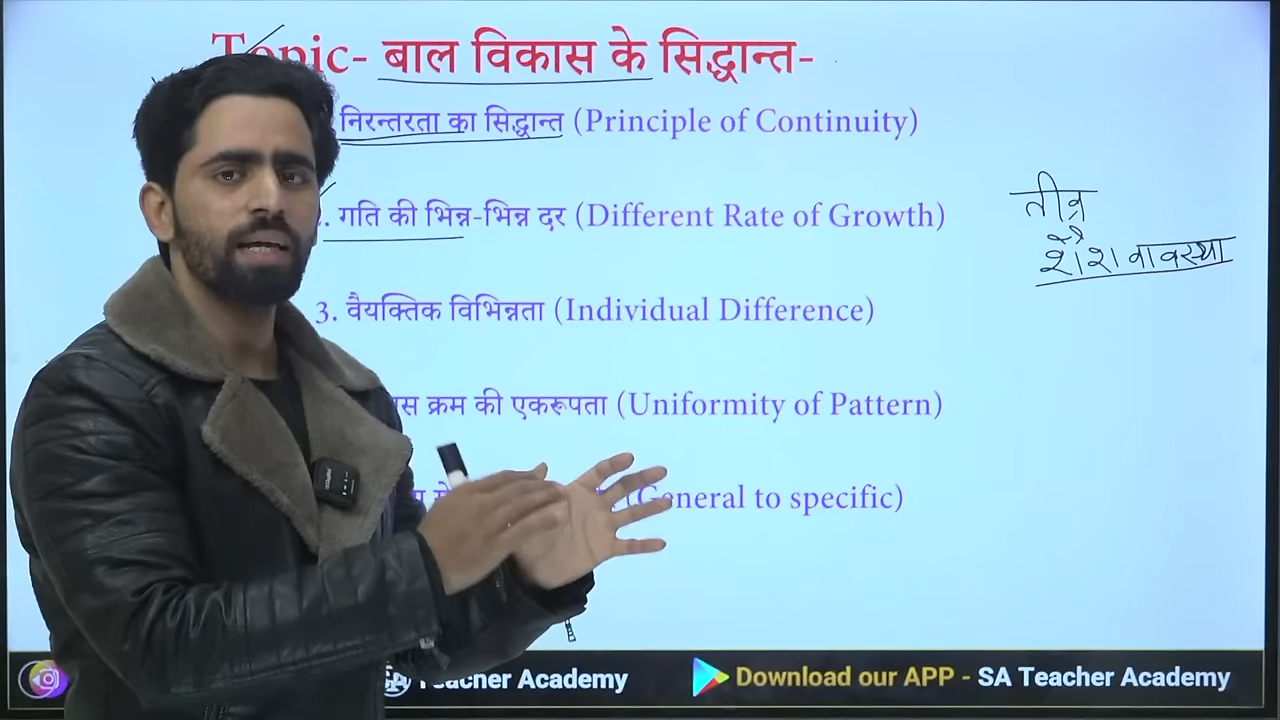 Topic- बाल विकास के सिद्धान्त-
निरन्तरता का सिद्धान्त (Principle of Continuity)
गति की भिन्न-भिन्न दर (Different Rate of Growth)
3. वैयक्तिक विभिन्नता (Individual Difference)
क्रम की एकरूपता (Uniformity of Pattern)
(General to specific)
तीव्र
शैशवावस्था
Teacher Academy
Download our APP - SA Teacher Academy